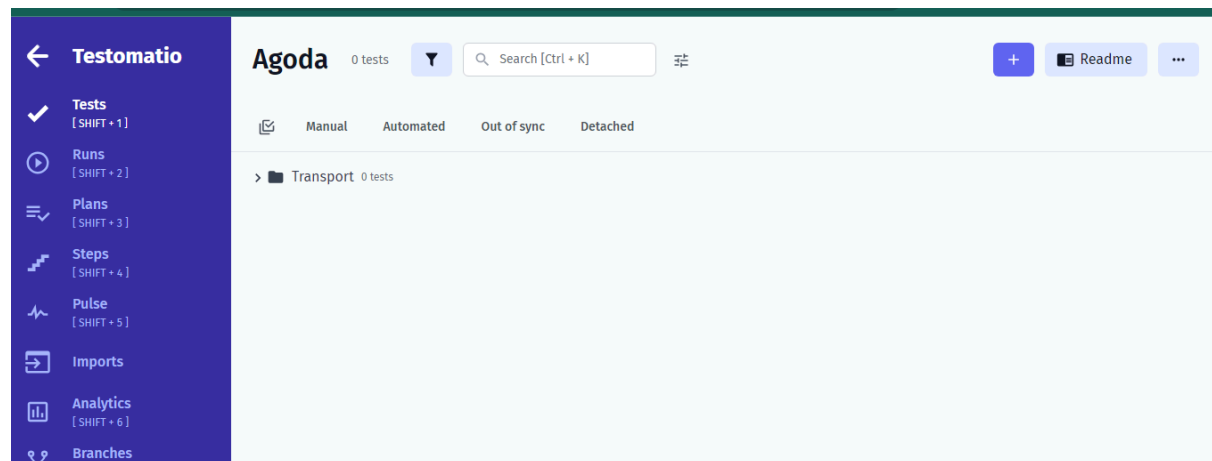 Testomatio
Tests
[ SHIFT + 1 ]
Runs
[ SHIFT + 2 ]
Plans
[ SHIFT + 3 ]
Steps
[ SHIFT + 4 ]
Pulse
[ SHIFT + 5 ]
Imports
Analytics
[ SHIFT + 6 ]
Branches
Agoda 0 tests Search [Ctrl + K] + Readme ...
Manual Automated Out of sync Detached
Transport 0 tests